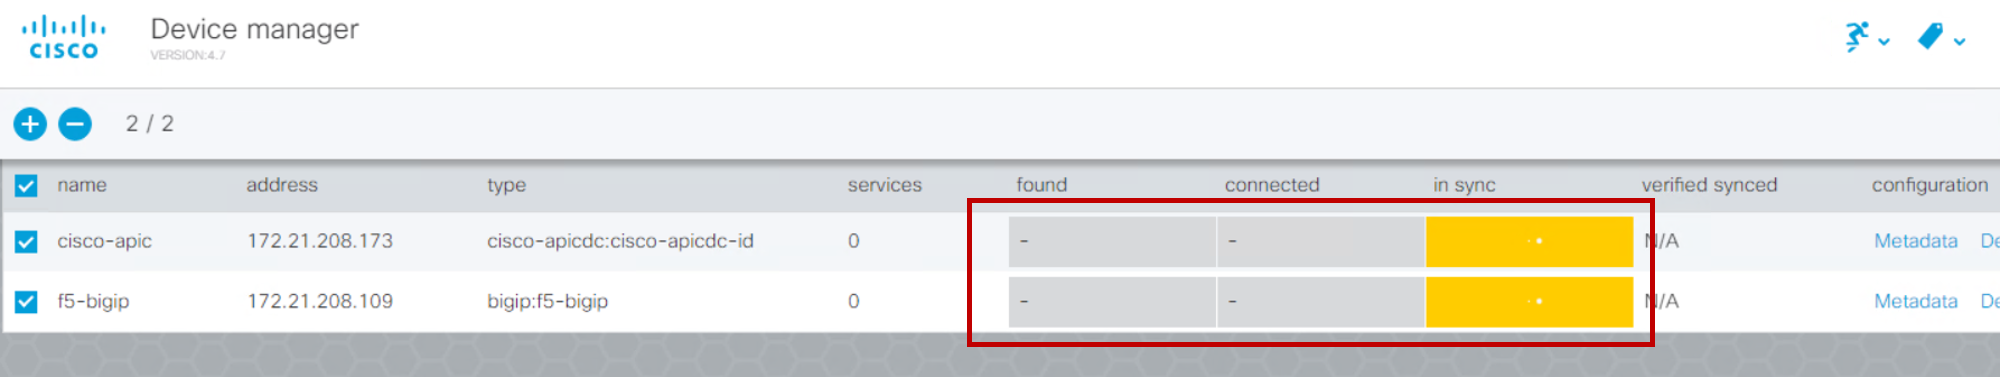 CISCO Device manager
VERSION:4.7
2 / 2
name address type services found connected in sync verified synced configuration
cisco-apic 172.21.208.173 cisco-apicdc:cisco-apicdc-id 0 - - N/A Metadata De
f5-bigip 172.21.208.109 bigip:f5-bigip 0 - - N/A Metadata De